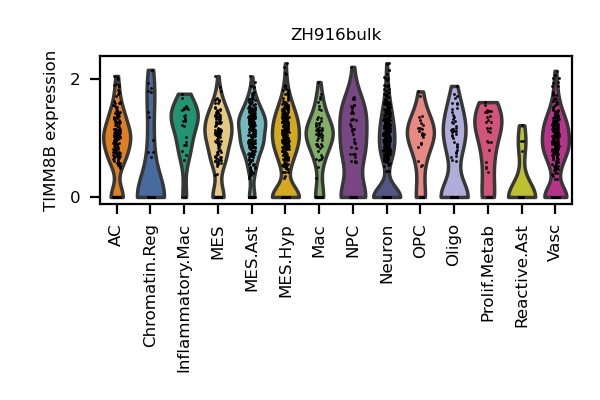 ZH916bulk
TIMM8B expression
2
0
AC
Chromatin.Reg
Inflammatory.Mac
MES
MES.Ast
MES.Hyp
Mac
NPC
Neuron
OPC
Oligo
Prolif.Metab
Reactive.Ast
Vasc